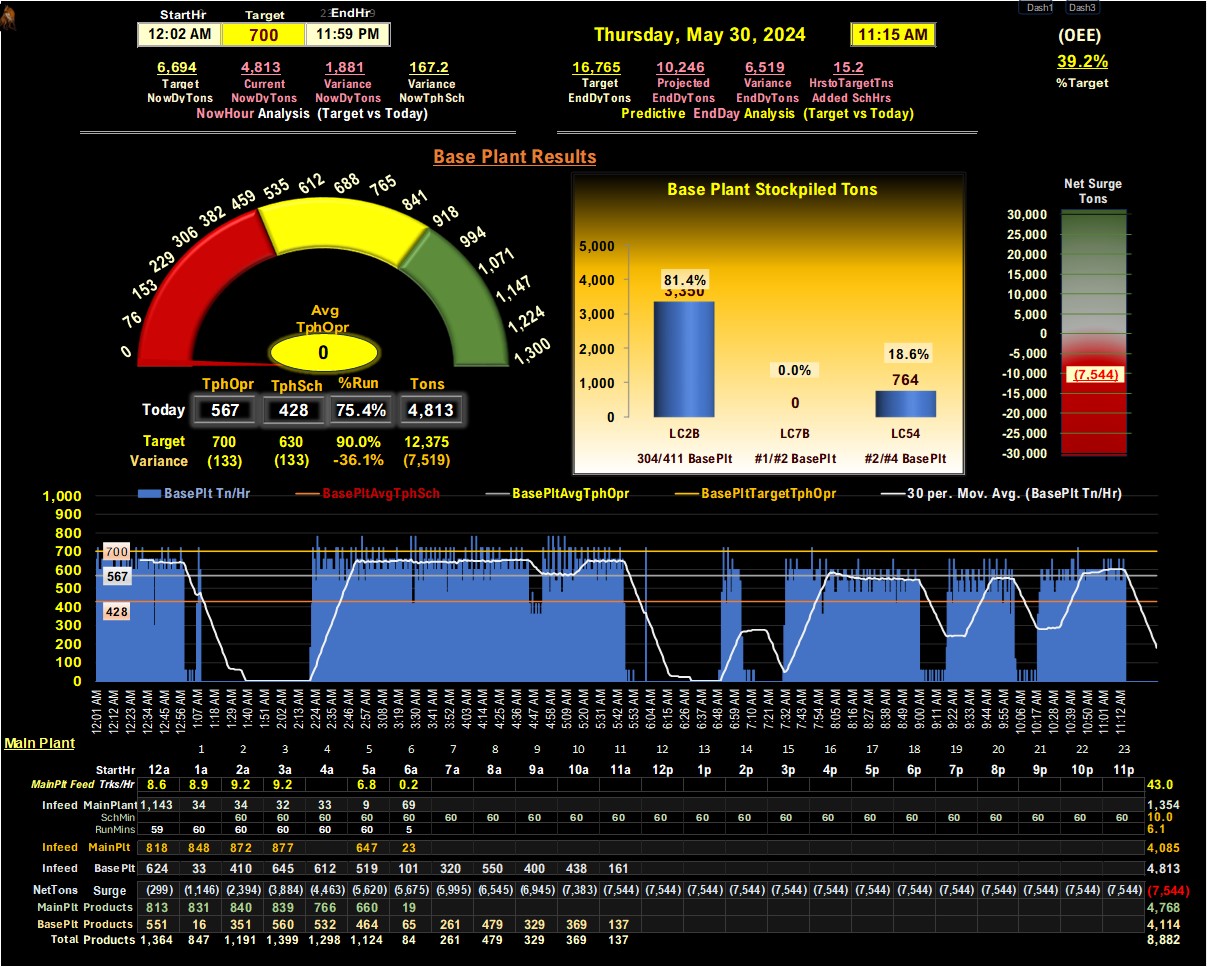 StartHr Target EndHr Dash1 Dash3
12:02 AM 700 11:59 PM Thursday, May 30, 2024 11:15 AM (OEE)
6,694 4,813 1,881 167.2 16,765 10,246 6,519 15.2 39.2%
Target Current Variance Variance Target Projected Variance HrstoTargetTns %Target
NowDyTons NowDyTons NowDyTons NowTphSch EndDyTons EndDyTons EndDyTons Added SchHrs
NowHour Analysis (Target vs Today) Predictive EndDay Analysis (Target vs Today)
Base Plant Results
0 76 153 229 306 382 459 535 612 688 765 841 918 994 1,071 1,147 1,224 1,300
Avg
TphOpr
0
TphOpr TphSch %Run Tons
Today 567 428 75.4% 4,813
Target 700 630 90.0% 12,375
Variance (133) (133) -36.1% (7,519)
Base Plant Stockpiled Tons
5,000
4,000
3,000
2,000
1,000
0
81.4% 0.0% 18.6%
3,350 0 764
LC2B LC7B LC54
304/411 BasePlt #1/#2 BasePlt #2/#4 BasePlt
Net Surge
Tons
30,000
25,000
20,000
15,000
10,000
5,000
0
-5,000
-10,000
-15,000
-20,000
-25,000
-30,000
(7,544)
BasePlt Tn/Hr BasePltAvgTphSch BasePltAvgTphOpr BasePltTargetTphOpr 30 per. Mov. Avg. (BasePlt Tn/Hr)
1,000
900
800
700
600
500
400
300
200
100
0
700
567
428
12:01 AM 12:12 AM 12:23 AM 12:34 AM 12:45 AM 12:56 AM 1:07 AM 1:18 AM 1:29 AM 1:40 AM 1:51 AM 2:02 AM 2:13 AM 2:24 AM 2:35 AM 2:46 AM 2:57 AM 3:08 AM 3:19 AM 3:30 AM 3:41 AM 3:52 AM 4:03 AM 4:14 AM 4:25 AM 4:36 AM 4:47 AM 4:58 AM 5:09 AM 5:20 AM 5:31 AM 5:42 AM 5:53 AM 6:04 AM 6:15 AM 6:26 AM 6:37 AM 6:48 AM 6:59 AM 7:10 AM 7:21 AM 7:32 AM 7:43 AM 7:54 AM 8:05 AM 8:16 AM 8:27 AM 8:38 AM 8:49 AM 9:00 AM 9:11 AM 9:22 AM 9:33 AM 9:44 AM 9:55 AM 10:06 AM 10:17 AM 10:28 AM 10:39 AM 10:50 AM 11:01 AM 11:12 AM
Main Plant
1 2 3 4 5 6 7 8 9 10 11 12 13 14 15 16 17 18 19 20 21 22 23
StartHr 12a 1a 2a 3a 4a 5a 6a 7a 8a 9a 10a 11a 12p 1p 2p 3p 4p 5p 6p 7p 8p 9p 10p 11p
MainPlt Feed Trks/Hr 8.6 8.9 9.2 9.2 6.8 0.2 43.0
Infeed MainPlant 1,143 34 34 32 33 9 69 1,354
SchMin 60 60 60 60 60 60 60 60 60 60 60 60 60 60 60 60 60 60 60 60 60 60 10.0
RunMins 59 60 60 60 60 60 5 6.1
Infeed MainPlt 818 848 872 877 647 23 4,085
Infeed BasePlt 624 33 410 645 612 519 101 320 550 400 438 161 4,813
NetTons Surge (299) (1,146) (2,394) (3,884) (4,463) (5,620) (5,675) (5,995) (6,545) (6,945) (7,383) (7,544) (7,544) (7,544) (7,544) (7,544) (7,544) (7,544) (7,544) (7,544) (7,544) (7,544) (7,544) (7,544) (7,544)
MainPlt Products 813 831 840 839 766 660 19 4,768
BasePlt Products 551 16 351 560 532 464 65 261 479 329 369 137 4,114
Total Products 1,364 847 1,191 1,399 1,298 1,124 84 261 479 329 369 137 8,882